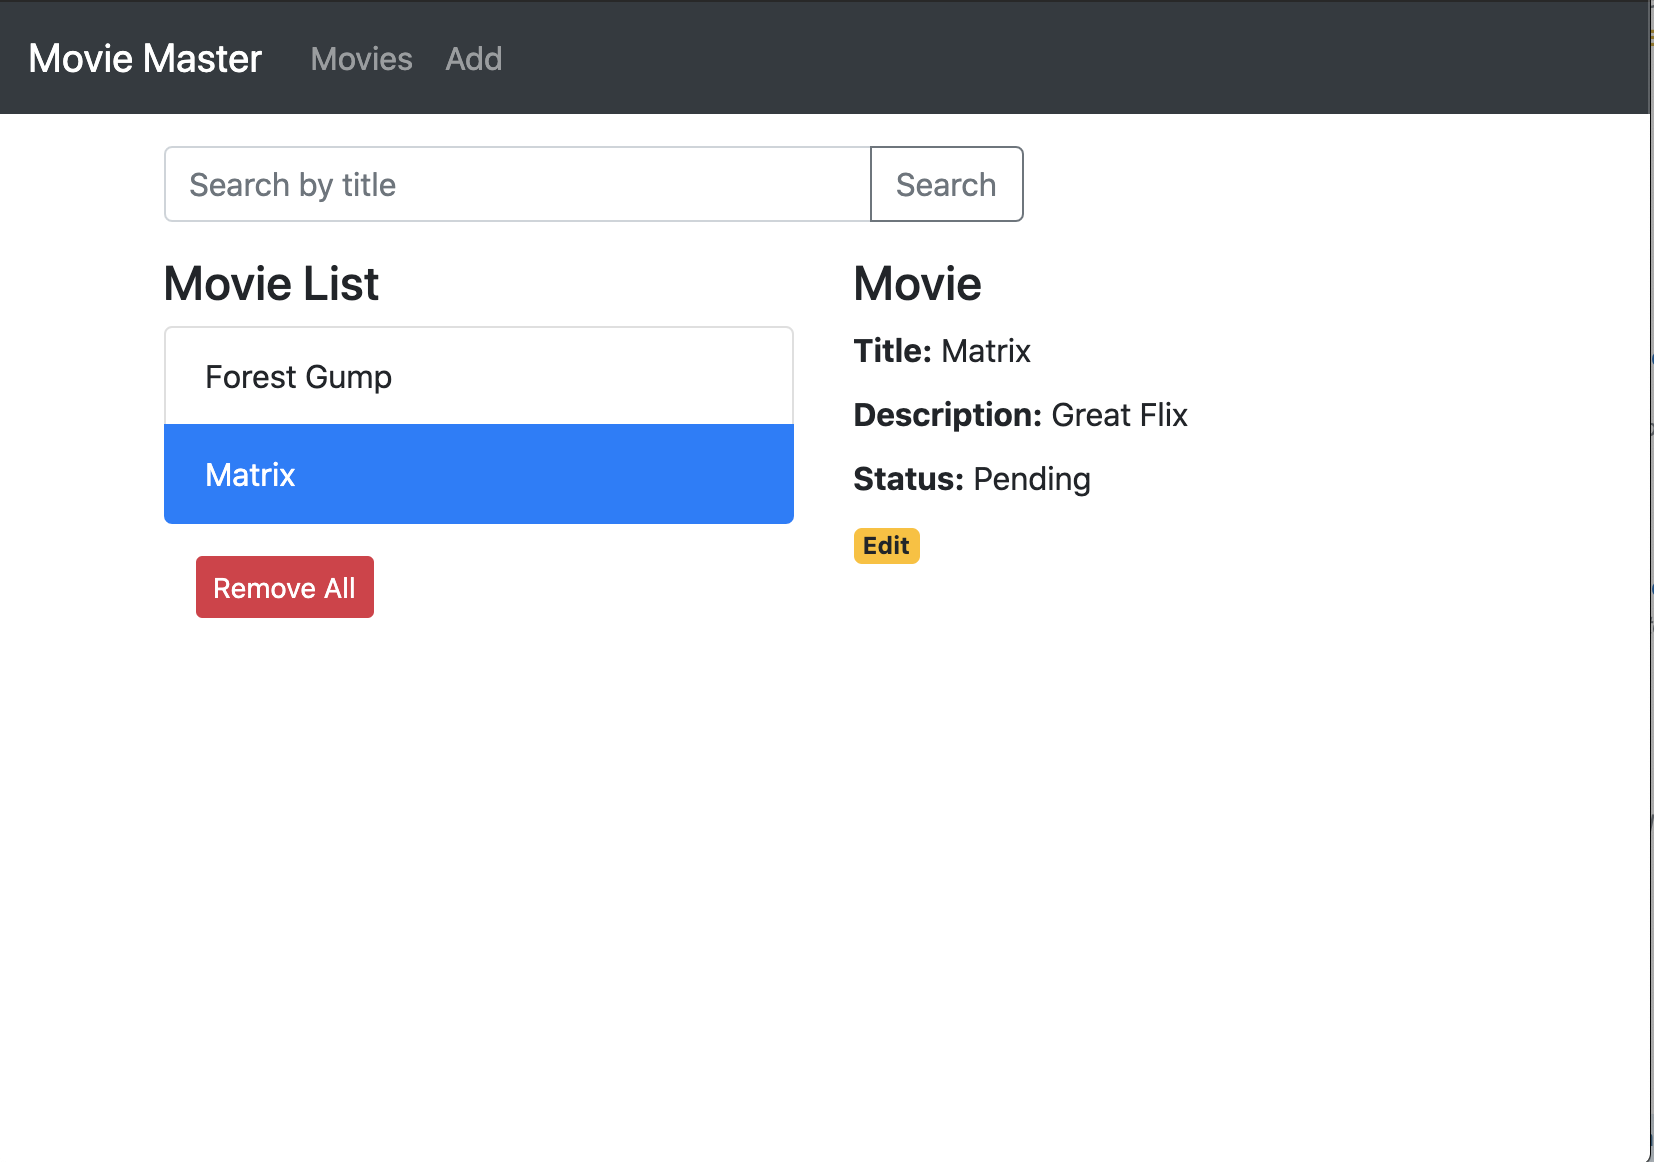 Movie Master Movies Add
Search by title Search
Movie List
Forest Gump
Matrix
Remove All
Movie
Title: Matrix
Description: Great Flix
Status: Pending
Edit